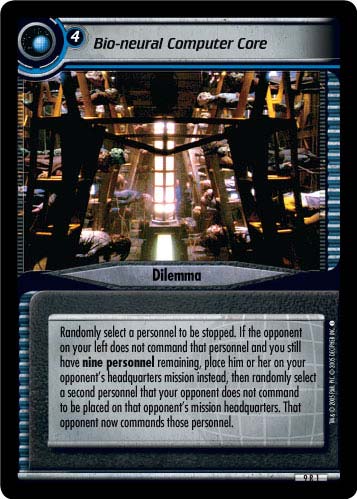 4
Bio-neural Computer Core
Dilemma
Randomly select a personnel to be stopped. If the opponent
on your left does not command that personnel and you still
have nine personnel remaining, place him or her on your
opponent's headquarters mission instead, then randomly select
a second personnel that your opponent does not command
to be placed on that opponent's mission headquarters. That
opponent now commands those personnel.
9 R 1